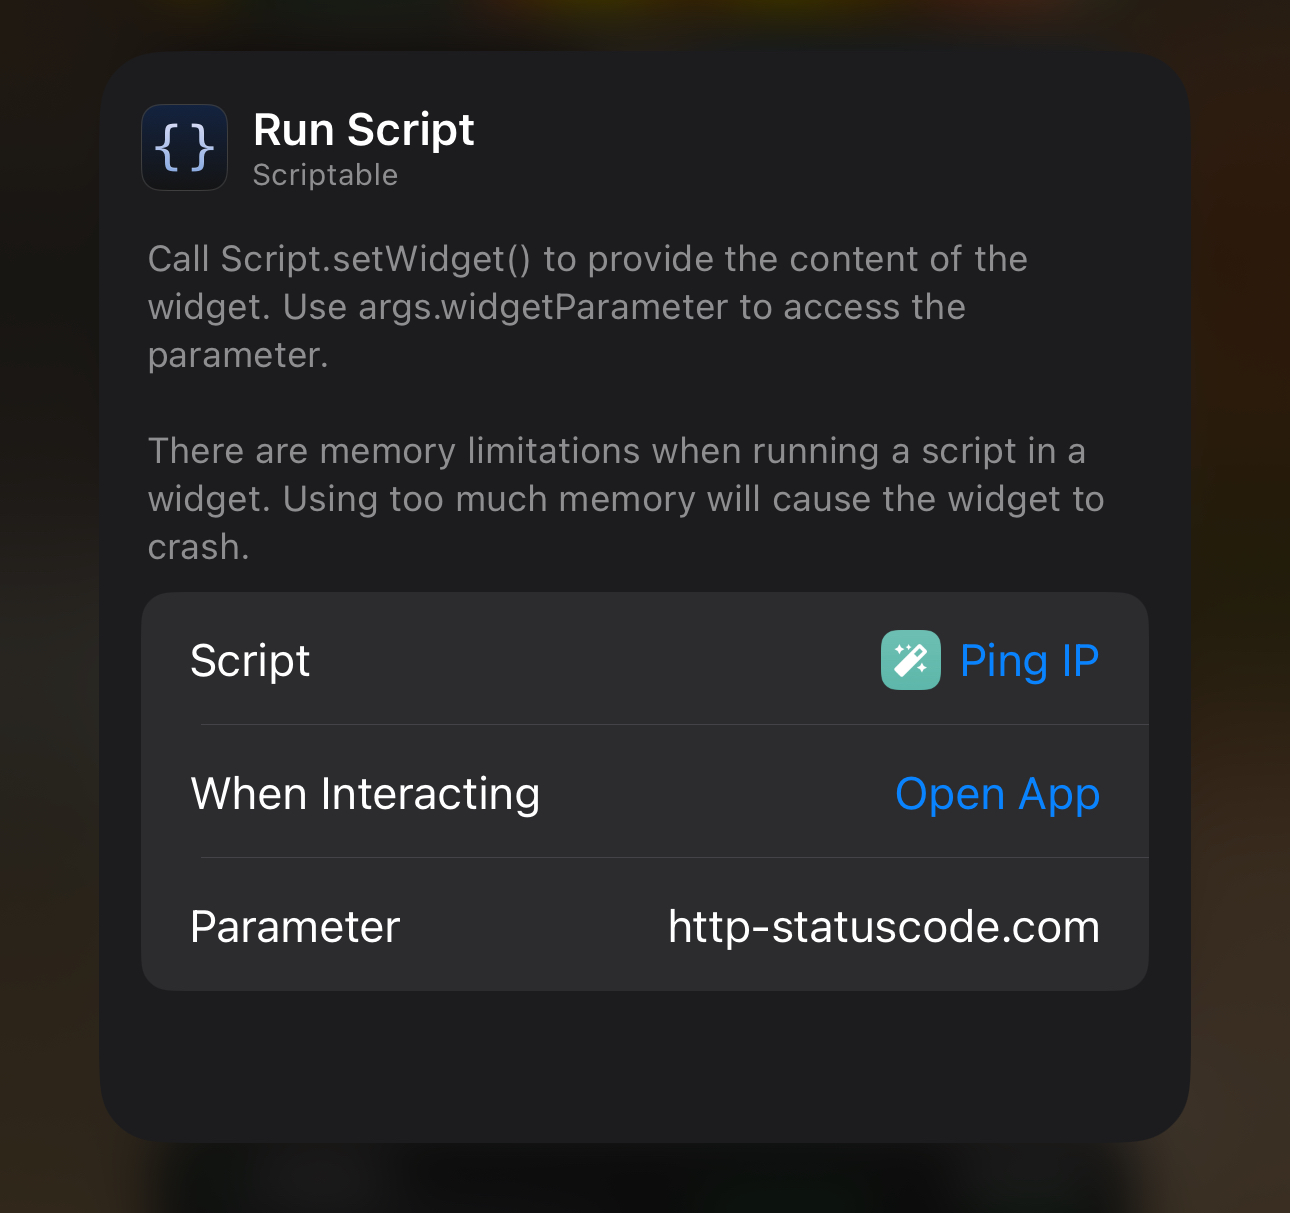 {}
Run Script
Scriptable
Call Script.setWidget() to provide the content of the
widget. Use args.widgetParameter to access the
parameter.
There are memory limitations when running a script in a
widget. Using too much memory will cause the widget to
crash.
Script Ping IP
When Interacting Open App
Parameter http-statuscode.com